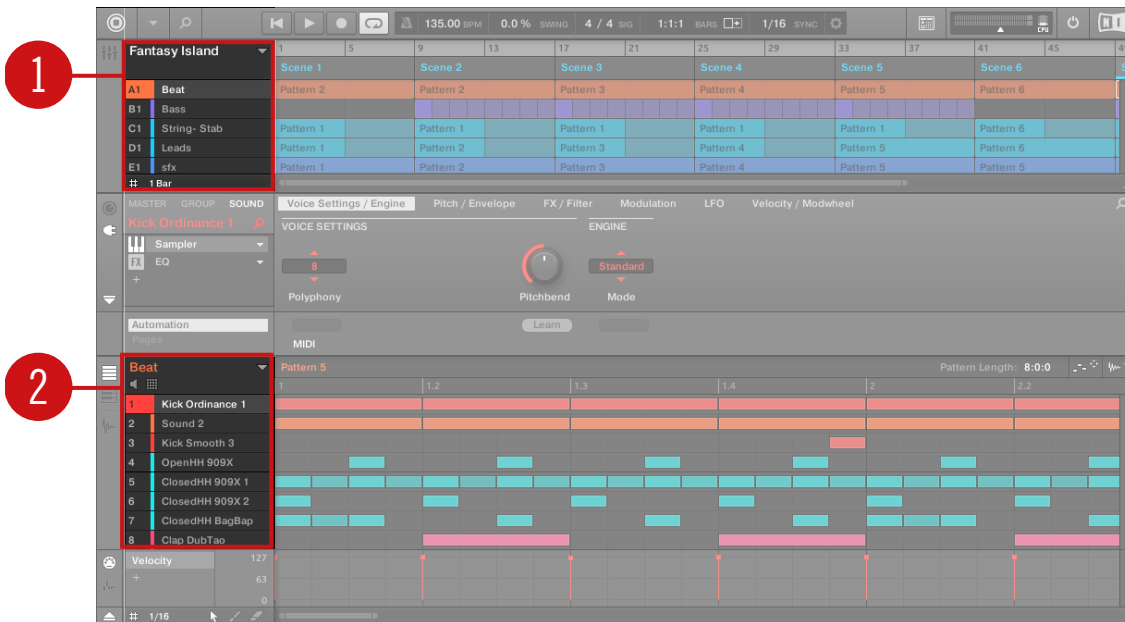 135.00 BPM 0.0 % SWING 4 / 4 SIG 1:1:1 BARS 1/16 SYNC CPU NI
1
Fantasy Island
1 5 9 13 17 21 25 29 33 37 41 45
Scene 1 Scene 2 Scene 3 Scene 4 Scene 5 Scene 6
A1 Beat Pattern 2 Pattern 2 Pattern 3 Pattern 4 Pattern 5 Pattern 6
B1 Bass
C1 String- Stab Pattern 1 Pattern 1 Pattern 1 Pattern 1 Pattern 1 Pattern 6
D1 Leads Pattern 1 Pattern 2 Pattern 3 Pattern 4 Pattern 5 Pattern 6
E1 sfx Pattern 1 Pattern 2 Pattern 3 Pattern 4 Pattern 5 Pattern 5
1 Bar
MASTER GROUP SOUND Voice Settings / Engine Pitch / Envelope FX / Filter Modulation LFO Velocity / Modwheel
Kick Ordinance 1 VOICE SETTINGS ENGINE
Sampler
FX EQ 8 Standard
+
Polyphony Pitchbend Mode
Automation Learn
Pages MIDI
2
Beat Pattern 5 Pattern Length: 8:0:0
1 1.2 1.3 1.4 2 2.2
1 Kick Ordinance 1
2 Sound 2
3 Kick Smooth 3
4 OpenHH 909X
5 ClosedHH 909X 1
6 ClosedHH 909X 2
7 ClosedHH BagBap
8 Clap DubTao
Velocity 127
+ 63
0
1/16